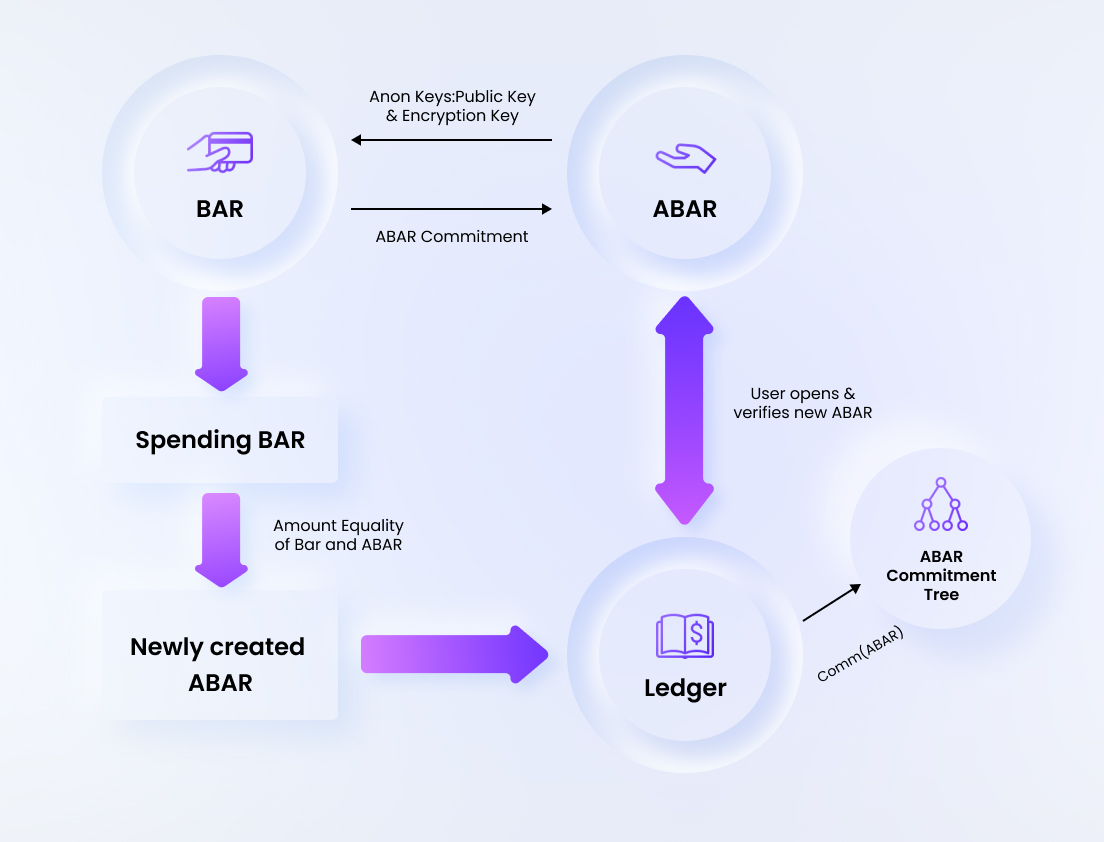 Anon Keys:Public Key
& Encryption Key
BAR
ABAR
ABAR Commitment
User opens &
verifies new ABAR
Spending BAR
Amount Equality
of Bar and ABAR
ABAR
Commitment
Tree
Newly created
ABAR
Ledger
Comm(ABAR)